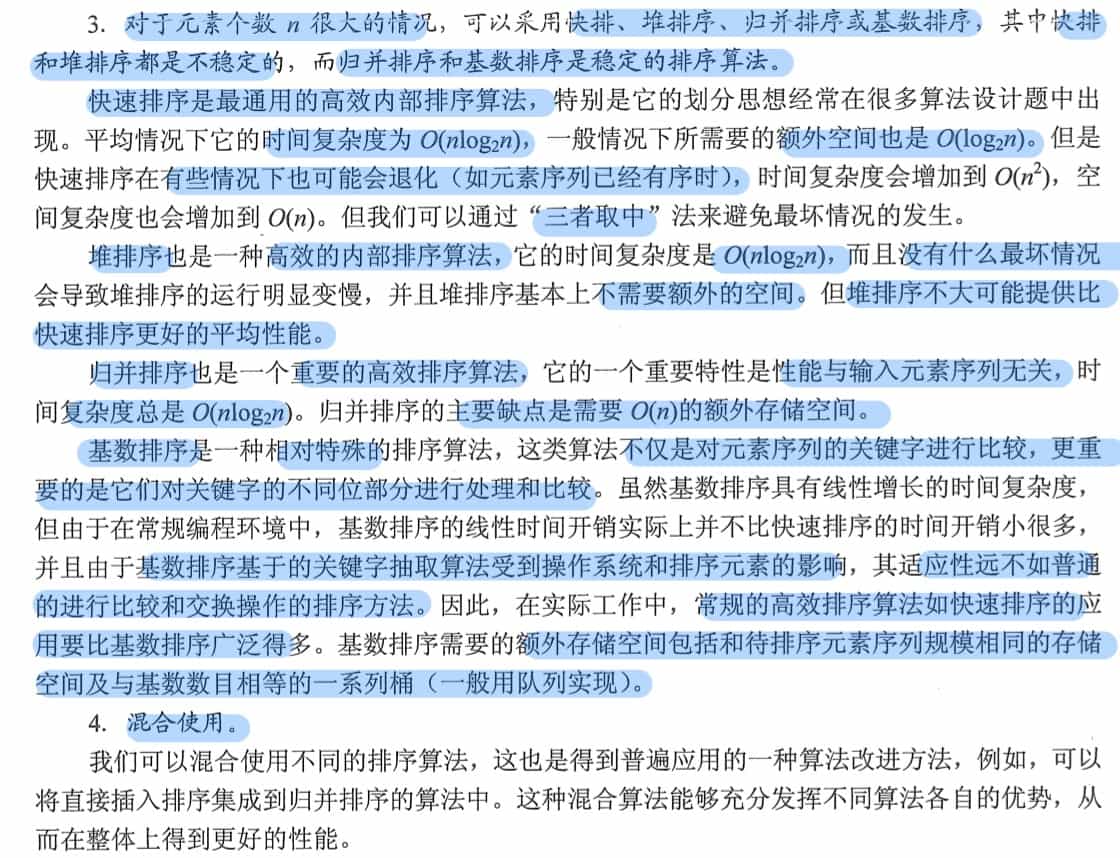 3. 对于元素个数 n 很大的情况，可以采用快排、堆排序、归并排序或基数排序，其中快排
和堆排序都是不稳定的，而归并排序和基数排序是稳定的排序算法。
快速排序是最通用的高效内部排序算法，特别是它的划分思想经常在很多算法设计题中出
现。平均情况下它的时间复杂度为 O(nlog₂n)，一般情况下所需要的额外空间也是 O(log₂n)。但是
快速排序在有些情况下也可能会退化（如元素序列已经有序时），时间复杂度会增加到 O(n²)，空
间复杂度也会增加到 O(n)。但我们可以通过“三者取中”法来避免最坏情况的发生。
堆排序也是一种高效的内部排序算法，它的时间复杂度是 O(nlog₂n)，而且没有什么最坏情况
会导致堆排序的运行明显变慢，并且堆排序基本上不需要额外的空间。但堆排序不大可能提供比
快速排序更好的平均性能。
归并排序也是一个重要的高效排序算法，它的一个重要特性是性能与输入元素序列无关，时
间复杂度总是 O(nlog₂n)。归并排序的主要缺点是需要 O(n)的额外存储空间。
基数排序是一种相对特殊的排序算法，这类算法不仅是对元素序列的关键字进行比较，更重
要的是它们对关键字的不同位部分进行处理和比较。虽然基数排序具有线性增长的时间复杂度，
但由于在常规编程环境中，基数排序的线性时间开销实际上并不比快速排序的时间开销小很多，
并且由于基数排序基于的关键字抽取算法受到操作系统和排序元素的影响，其适应性远不如普通
的进行比较和交换操作的排序方法。因此，在实际工作中，常规的高效排序算法如快速排序的应
用要比基数排序广泛得多。基数排序需要的额外存储空间包括和待排序元素序列规模相同的存储
空间及与基数数目相等的一系列桶（一般用队列实现）。
4. 混合使用。
我们可以混合使用不同的排序算法，这也是得到普遍应用的一种算法改进方法，例如，可以
将直接插入排序集成到归并排序的算法中。这种混合算法能够充分发挥不同算法各自的优势，从
而在整体上得到更好的性能。